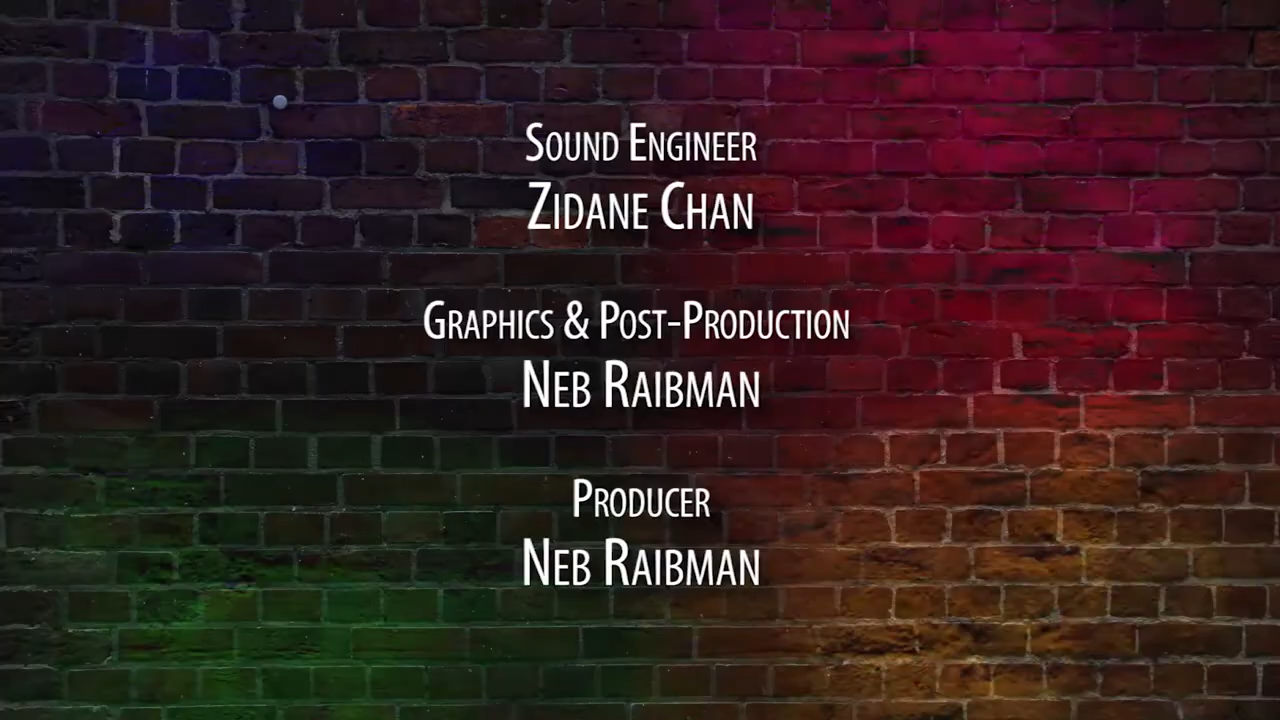 Sound Engineer
Zidane Chan
Graphics & Post-Production
Neb Raibman
Producer
Neb Raibman